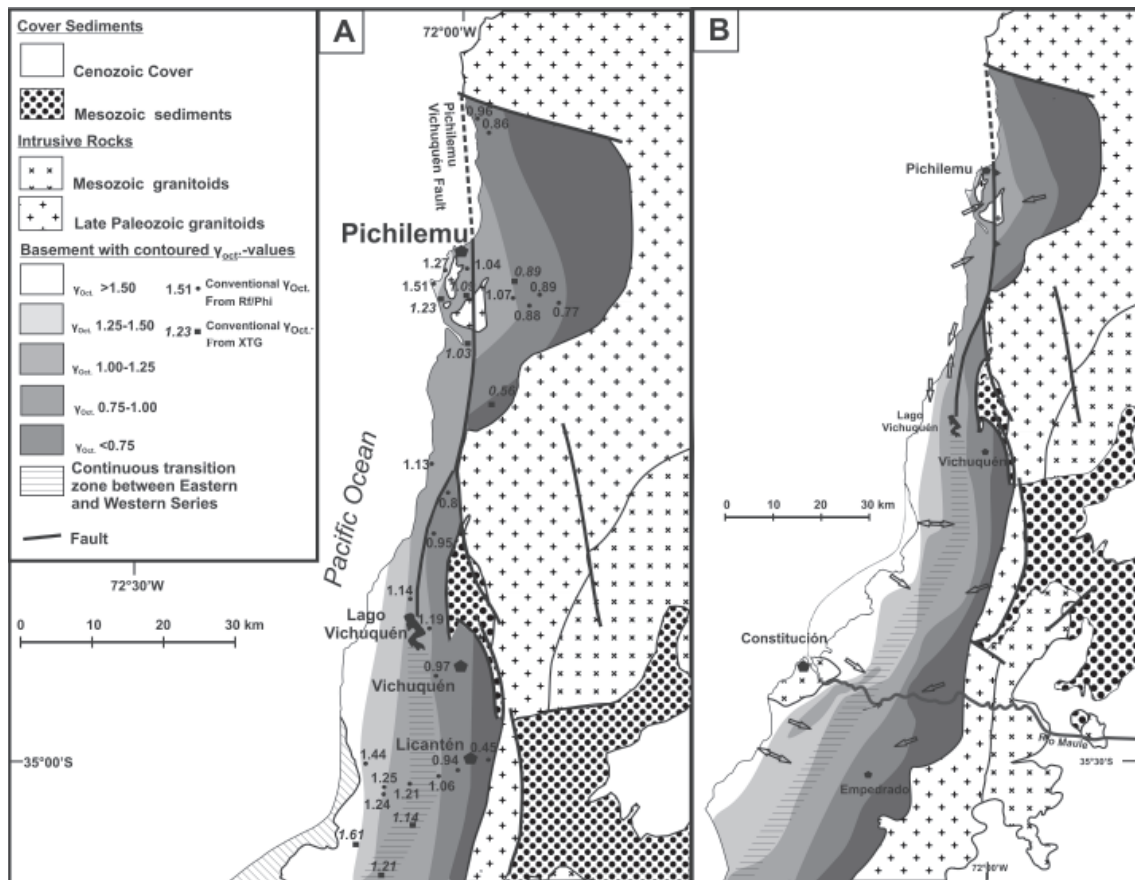 Cover Sediments
Cenozoic Cover
Mesozoic sediments
Intrusive Rocks
Mesozoic granitoids
Late Paleozoic granitoids
Basement with contoured γoct.-values
γOct. >1.50
γOct. 1.25-1.50
γOct. 1.00-1.25
γOct. 0.75-1.00
γOct. <0.75
1.51 Conventional γOct.
From Rf/Phi
1.23 Conventional γOct.
From XTG
Continuous transition
zone between Eastern
and Western Series
Fault
72°30'W
0 10 20 30 km
35°00'S
A
72°00'W
0.96
0.86
Pichilemu
Vichuquén Fault
Pichilemu
1.27
1.04
1.51
1.09
1.23
1.07
0.89
0.89
0.88
0.77
1.03
0.56
Pacific Ocean
1.13
0.8
0.95
1.14
1.19
Lago
Vichuquén
0.97
Vichuquén
Licantén
0.45
0.94
1.06
1.44
1.25
1.24
1.21
1.14
1.61
1.21
B
Pichilemu
Lago
Vichuquén
Vichuquén
0 10 20 30 km
Constitución
Rio Maule
35°30'S
Empedrado
72°00'W